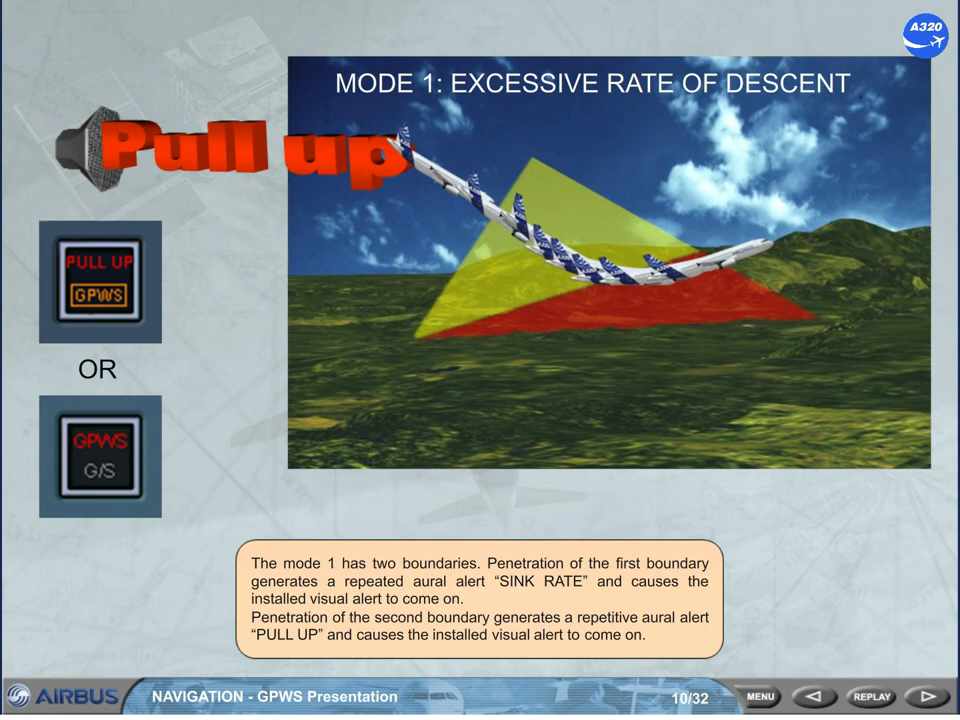 A320
MODE 1: EXCESSIVE RATE OF DESCENT
Pull up
PULL UP
GPWS
OR
GPWS
G/S
The mode 1 has two boundaries. Penetration of the first boundary
generates a repeated aural alert “SINK RATE” and causes the
installed visual alert to come on.
Penetration of the second boundary generates a repetitive aural alert
“PULL UP” and causes the installed visual alert to come on.
AIRBUS
NAVIGATION - GPWS Presentation
10/32
MENU
REPLAY